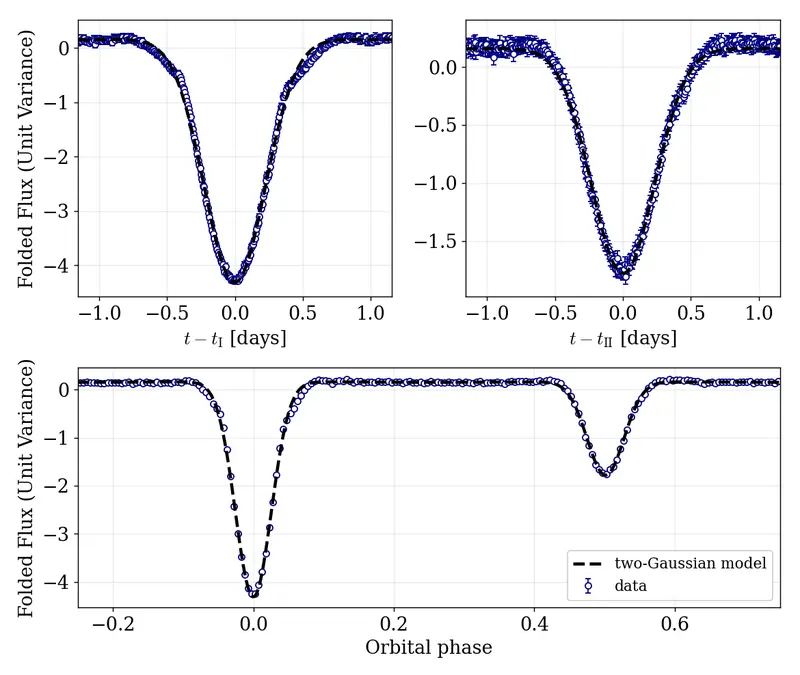 Folded Flux (Unit Variance)
0
−1
−2
−3
−4
−1.0 −0.5 0.0 0.5 1.0
t − t_I [days]
0.0
−0.5
−1.0
−1.5
−1.0 −0.5 0.0 0.5 1.0
t − t_II [days]
Folded Flux (Unit Variance)
0
−1
−2
−3
−4
two-Gaussian model
data
−0.2 0.0 0.2 0.4 0.6
Orbital phase